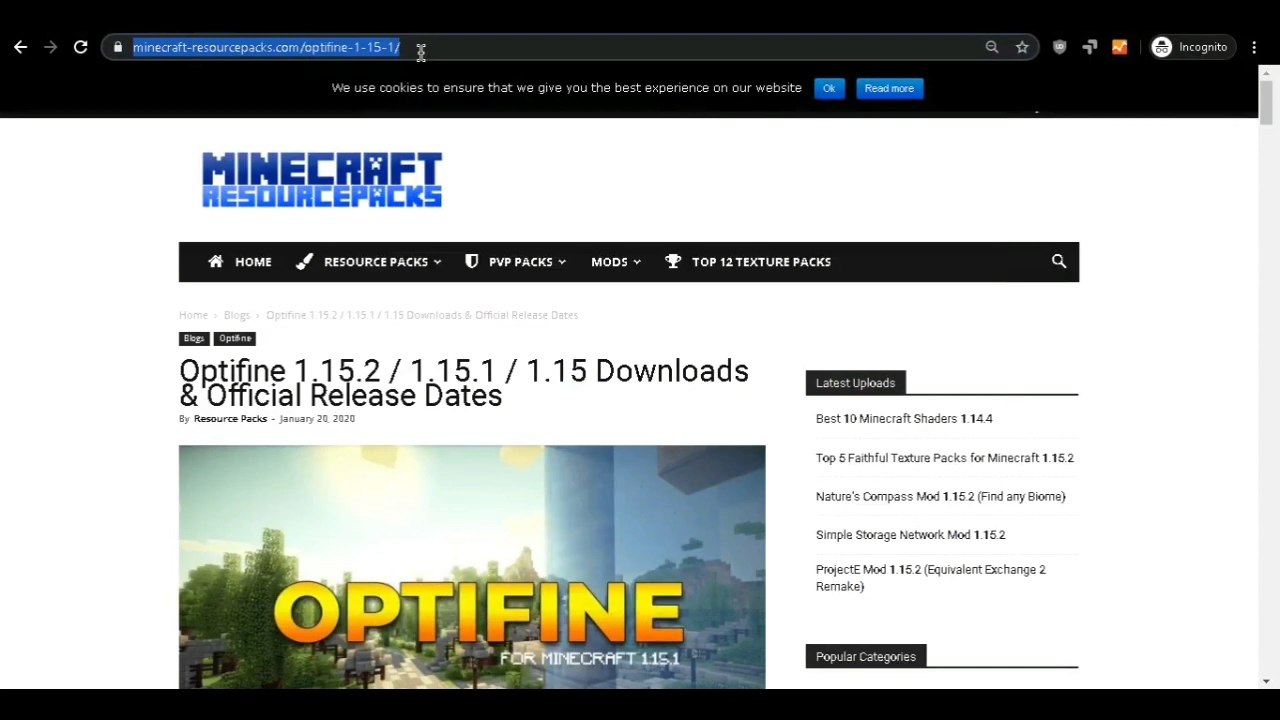 minecraft-resourcepacks.com/optifine-1-15-1/
Incognito
We use cookies to ensure that we give you the best experience on our website
Ok
Read more
MINECRAFT
RESOURCEPACKS
HOME
RESOURCE PACKS
PVP PACKS
MODS
TOP 12 TEXTURE PACKS
Home › Blogs › Optifine 1.15.2 / 1.15.1 / 1.15 Downloads & Official Release Dates
Blogs
Optifine
Optifine 1.15.2 / 1.15.1 / 1.15 Downloads
& Official Release Dates
By Resource Packs - January 20, 2020
OPTIFINE
FOR MINECRAFT 1.15.1
Latest Uploads
Best 10 Minecraft Shaders 1.14.4
Top 5 Faithful Texture Packs for Minecraft 1.15.2
Nature's Compass Mod 1.15.2 (Find any Biome)
Simple Storage Network Mod 1.15.2
ProjectE Mod 1.15.2 (Equivalent Exchange 2
Remake)
Popular Categories